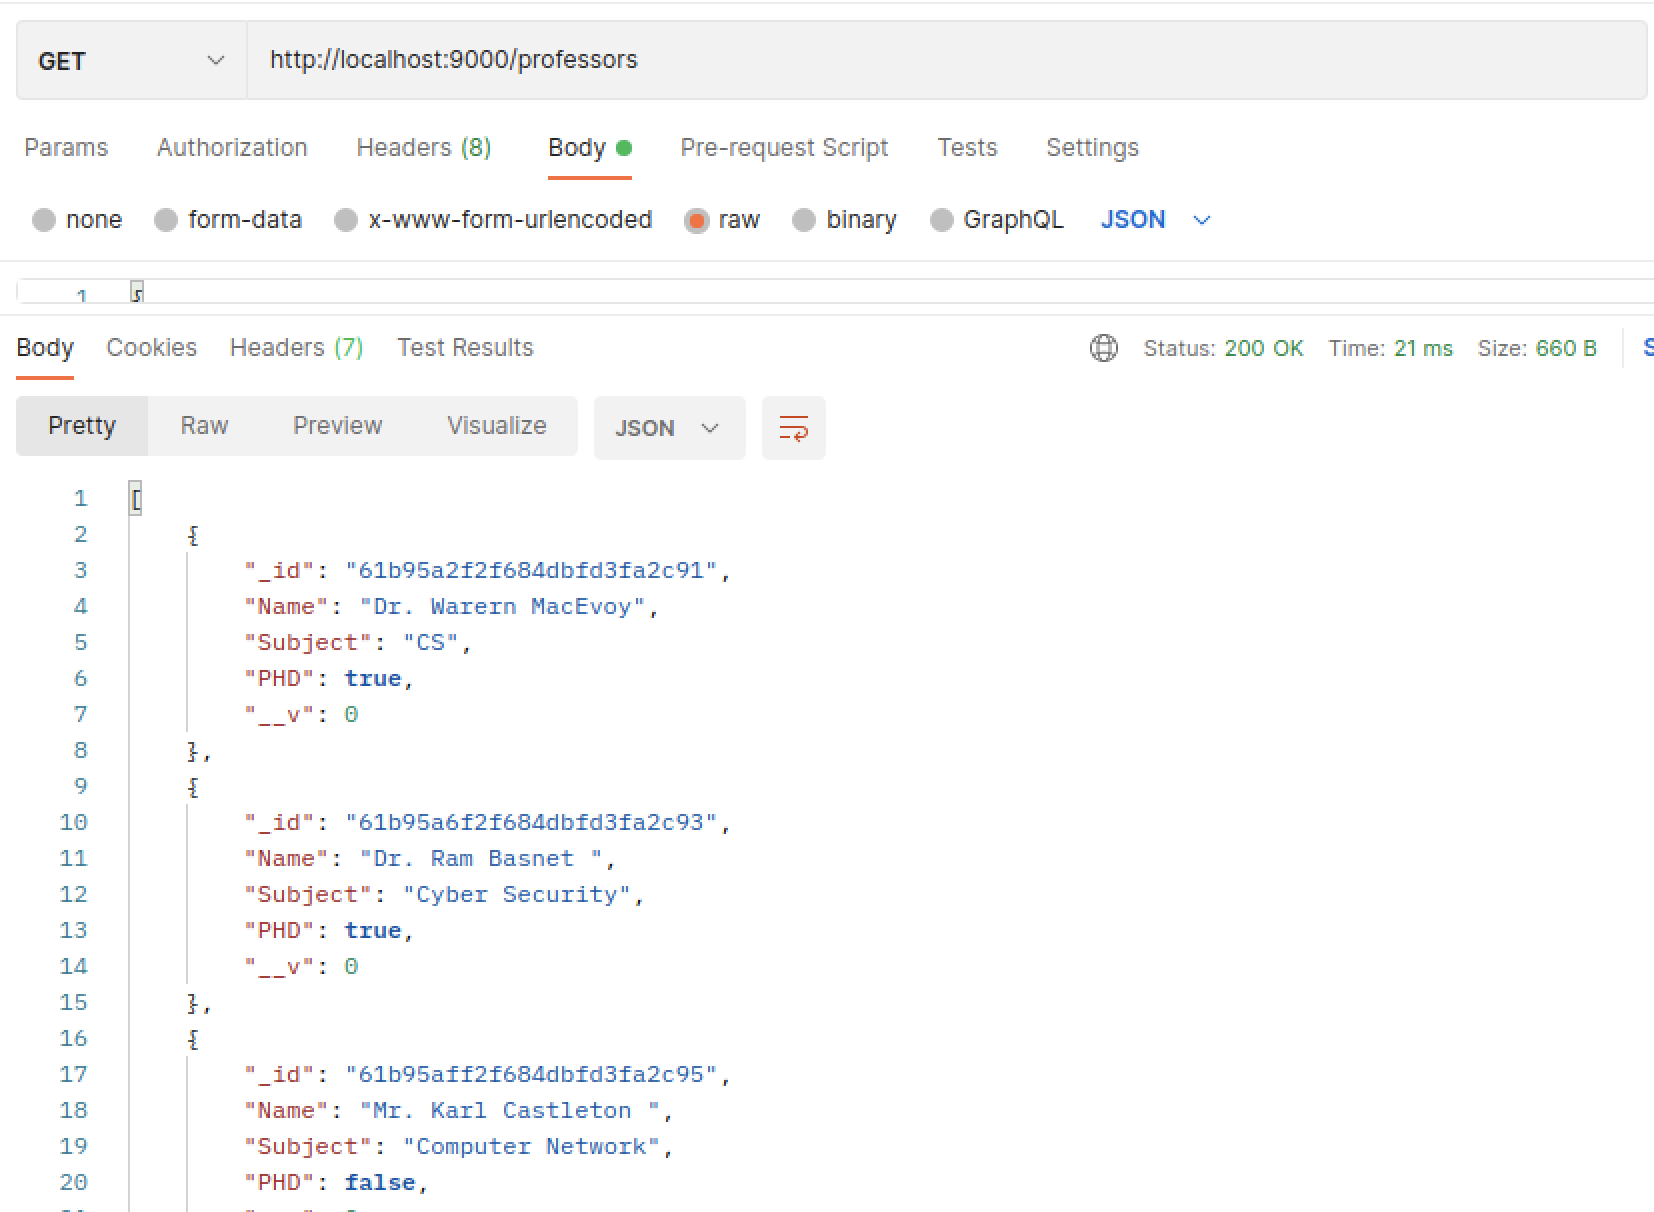 GET http://localhost:9000/professors
Params Authorization Headers (8) Body Pre-request Script Tests Settings
none form-data x-www-form-urlencoded raw binary GraphQL JSON
1 {
Body Cookies Headers (7) Test Results Status: 200 OK Time: 21 ms Size: 660 B
Pretty Raw Preview Visualize JSON
1 [
2 {
3 "_id": "61b95a2f2f684dbfd3fa2c91",
4 "Name": "Dr. Warern MacEvoy",
5 "Subject": "CS",
6 "PHD": true,
7 "__v": 0
8 },
9 {
10 "_id": "61b95a6f2f684dbfd3fa2c93",
11 "Name": "Dr. Ram Basnet ",
12 "Subject": "Cyber Security",
13 "PHD": true,
14 "__v": 0
15 },
16 {
17 "_id": "61b95aff2f684dbfd3fa2c95",
18 "Name": "Mr. Karl Castleton ",
19 "Subject": "Computer Network",
20 "PHD": false,